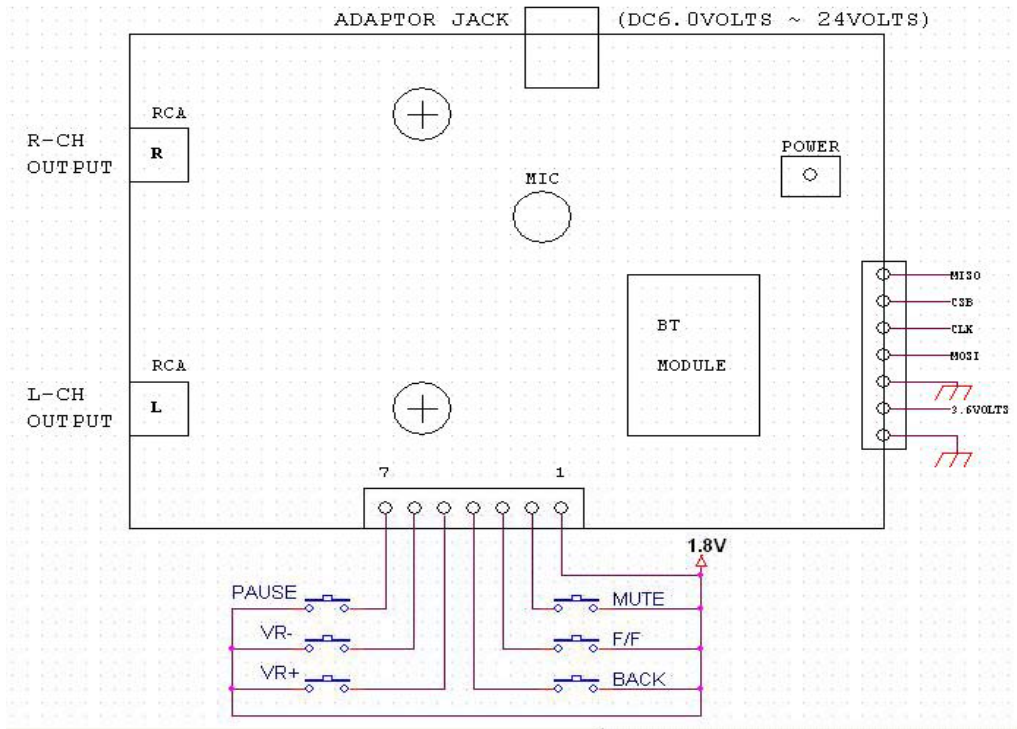 ADAPTOR JACK (DC6.0VOLTS ~ 24VOLTS)
RCA
R-CH
OUTPUT
R
POWER
MIC
MISO
CSB
CLK
MOSI
3.6VOLTS
BT
MODULE
RCA
L-CH
OUTPUT
L
7 1
1.8V
PAUSE
VR-
VR+
MUTE
F/F
BACK